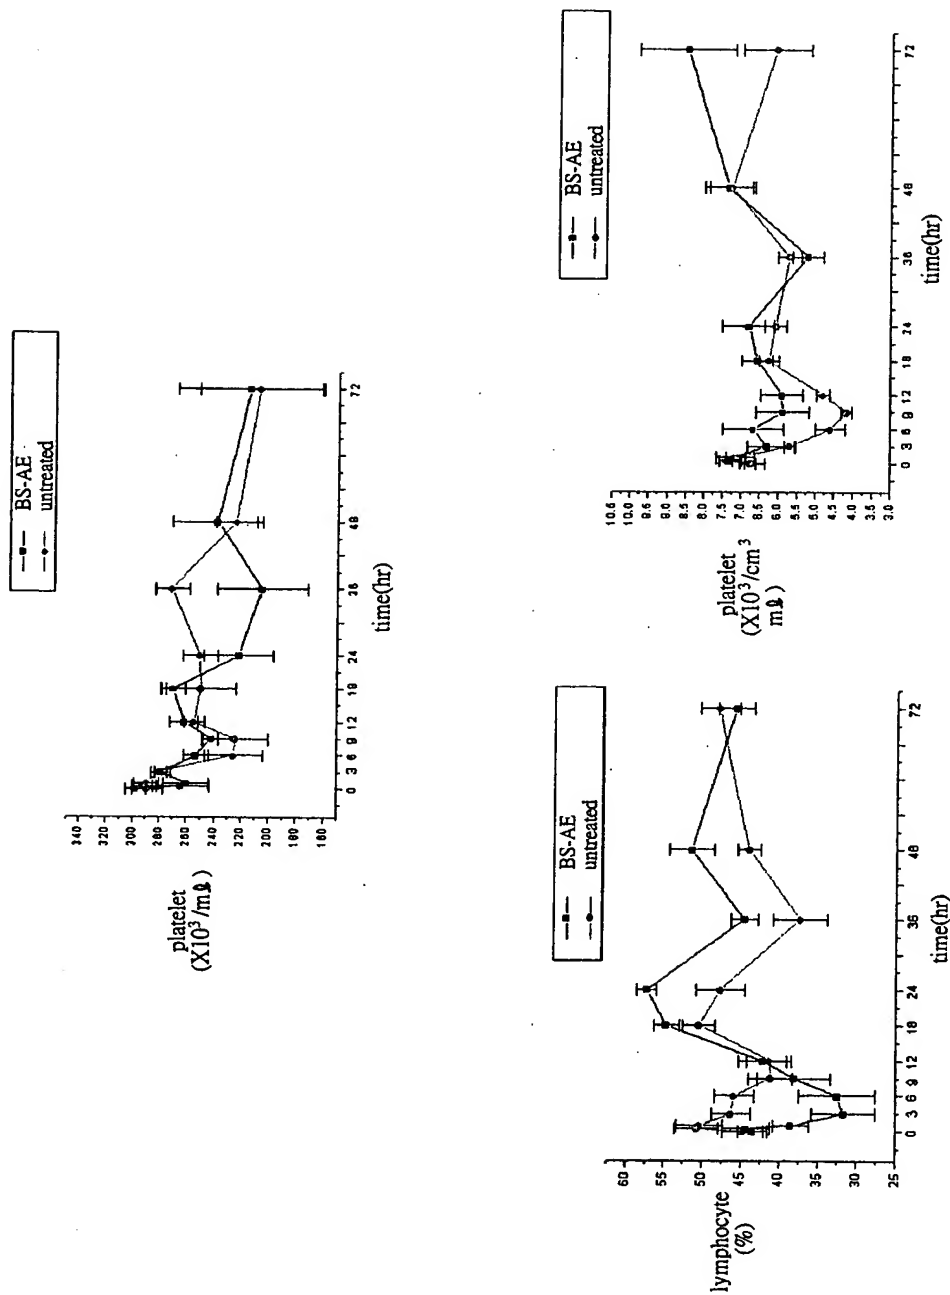 BS-AE
untreated
platelet
(X10³/mℓ)
340
320
300
280
260
240
220
200
180
160
0 3 6 9 12 18 24 36 48 72
time(hr)
BS-AE
untreated
lymphocyte
(%)
60
55
50
45
40
35
30
25
0 3 6 9 12 18 24 36 48 72
time(hr)
BS-AE
untreated
platelet
(X10³/cm³
mℓ)
10.5
10.0
9.5
9.0
8.5
8.0
7.5
7.0
6.5
6.0
5.5
5.0
4.5
4.0
3.5
3.0
0 3 6 9 12 18 24 36 48 72
time(hr)